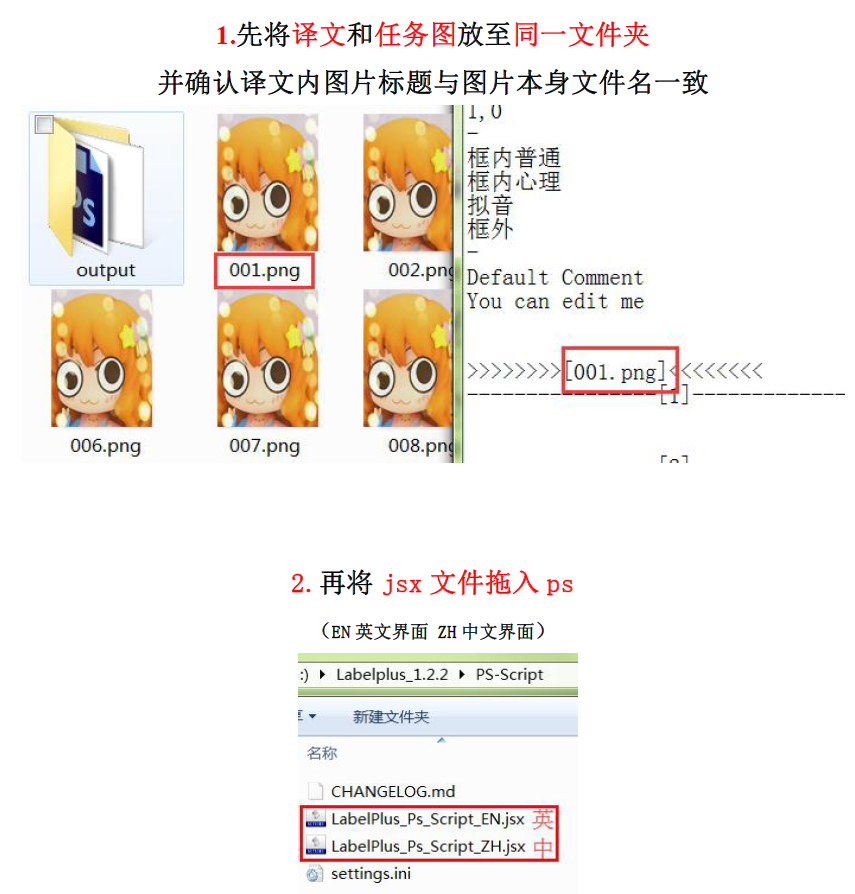 1.先将译文和任务图放至同一文件夹
并确认译文内图片标题与图片本身文件名一致
output
001.png
002.png
006.png
007.png
008.png
1,0
-
框内普通
框内心理
拟音
框外
-
Default Comment
You can edit me
>>>>>>>>[001.png]<<<<<<<<
----------------[1]-------------
2.再将 jsx 文件拖入 ps
（EN 英文界面 ZH 中文界面）
:) ▸ Labelplus_1.2.2 ▸ PS-Script
新建文件夹
名称
CHANGELOG.md
LabelPlus_Ps_Script_EN.jsx 英
LabelPlus_Ps_Script_ZH.jsx 中
settings.ini